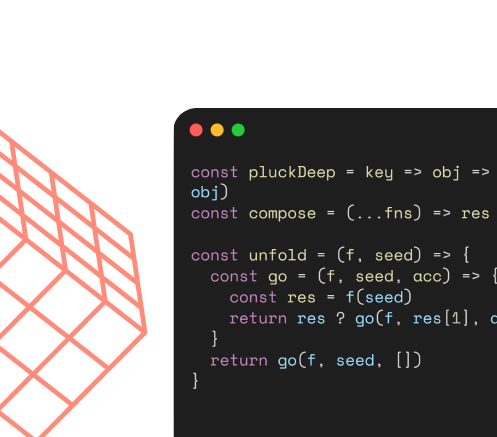 const pluckDeep = key => obj =>
obj)
const compose = (...fns) => res

const unfold = (f, seed) => {
  const go = (f, seed, acc) => {
    const res = f(seed)
    return res ? go(f, res[1],
  }
  return go(f, seed, [])
}